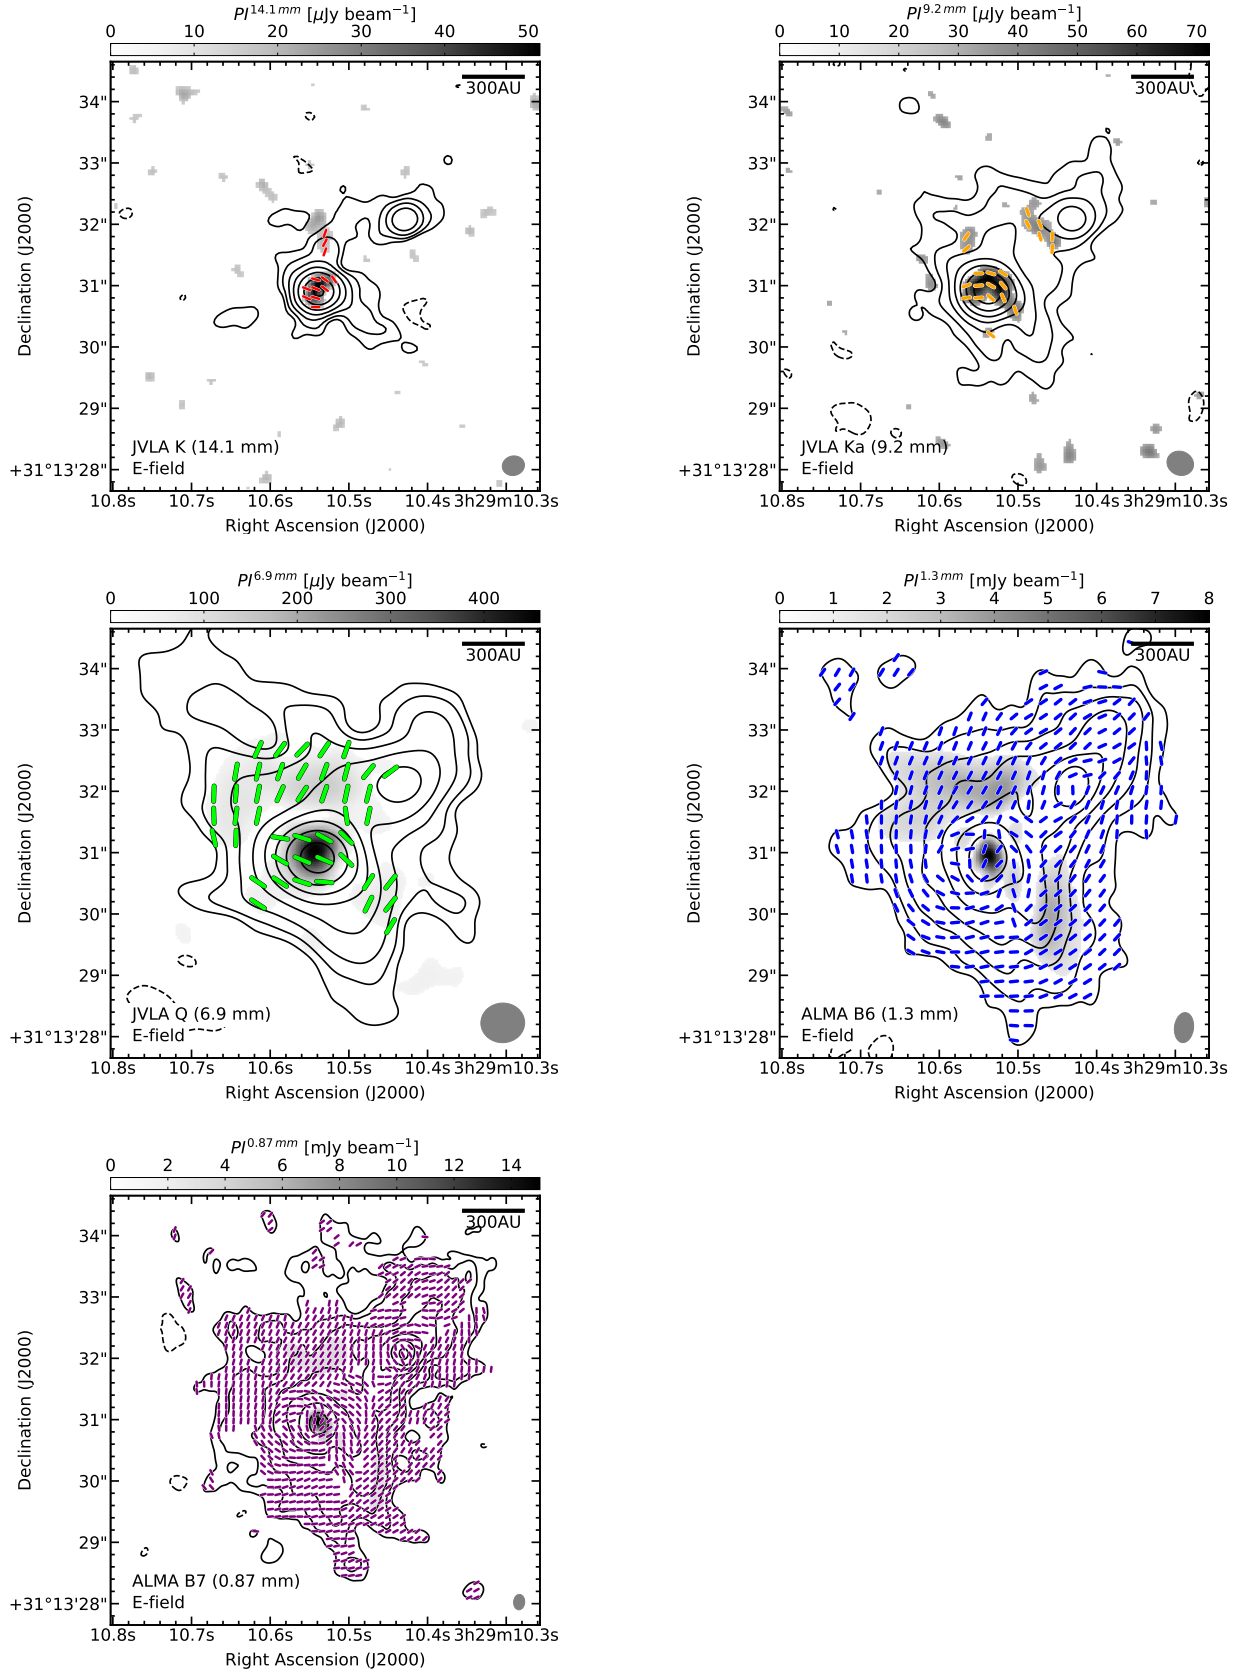 PI^14.1 mm [μJy beam⁻¹]
0 10 20 30 40 50
300AU
34"
33"
32"
31"
30"
29"
+31°13'28"
Declination (J2000)
JVLA K (14.1 mm)
E-field
10.8s 10.7s 10.6s 10.5s 10.4s 3h29m10.3s
Right Ascension (J2000)
PI^9.2 mm [μJy beam⁻¹]
0 10 20 30 40 50 60 70
300AU
34"
33"
32"
31"
30"
29"
+31°13'28"
Declination (J2000)
JVLA Ka (9.2 mm)
E-field
10.8s 10.7s 10.6s 10.5s 10.4s 3h29m10.3s
Right Ascension (J2000)
PI^6.9 mm [μJy beam⁻¹]
0 100 200 300 400
300AU
34"
33"
32"
31"
30"
29"
+31°13'28"
Declination (J2000)
JVLA Q (6.9 mm)
E-field
10.8s 10.7s 10.6s 10.5s 10.4s 3h29m10.3s
Right Ascension (J2000)
PI^1.3 mm [mJy beam⁻¹]
0 1 2 3 4 5 6 7 8
300AU
34"
33"
32"
31"
30"
29"
+31°13'28"
Declination (J2000)
ALMA B6 (1.3 mm)
E-field
10.8s 10.7s 10.6s 10.5s 10.4s 3h29m10.3s
Right Ascension (J2000)
PI^0.87 mm [mJy beam⁻¹]
0 2 4 6 8 10 12 14
300AU
34"
33"
32"
31"
30"
29"
+31°13'28"
Declination (J2000)
ALMA B7 (0.87 mm)
E-field
10.8s 10.7s 10.6s 10.5s 10.4s 3h29m10.3s
Right Ascension (J2000)